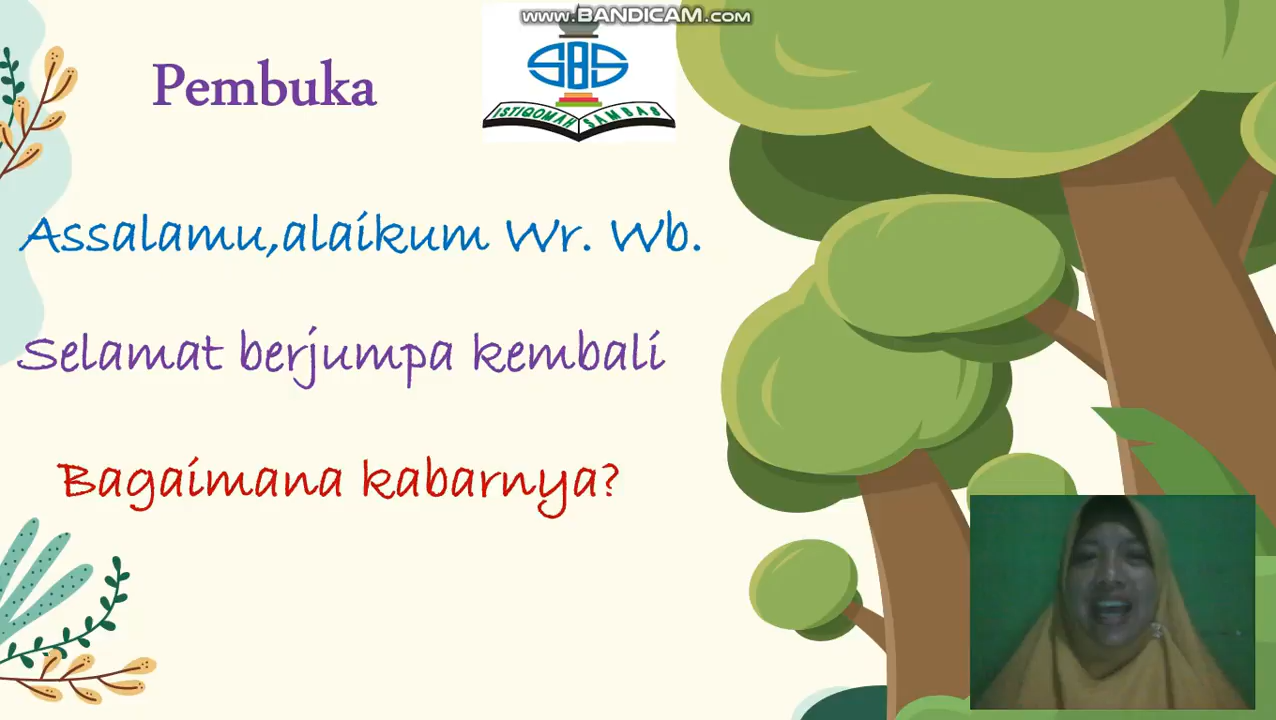 www.BANDICAM.com
Pembuka
SBS
ISTIQOMAH SAMBAS
Assalamu,alaikum Wr. Wb.
Selamat berjumpa kembali
Bagaimana kabarnya?